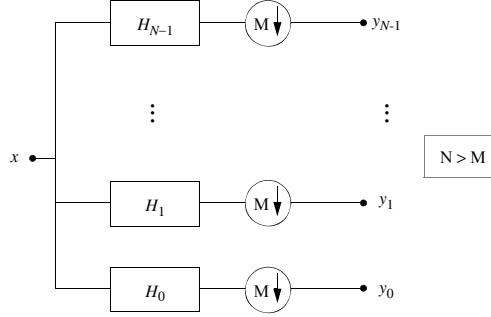 H_{N-1} M y_{N-1}
⋮ ⋮
x N > M
H_1 M y_1
H_0 M y_0